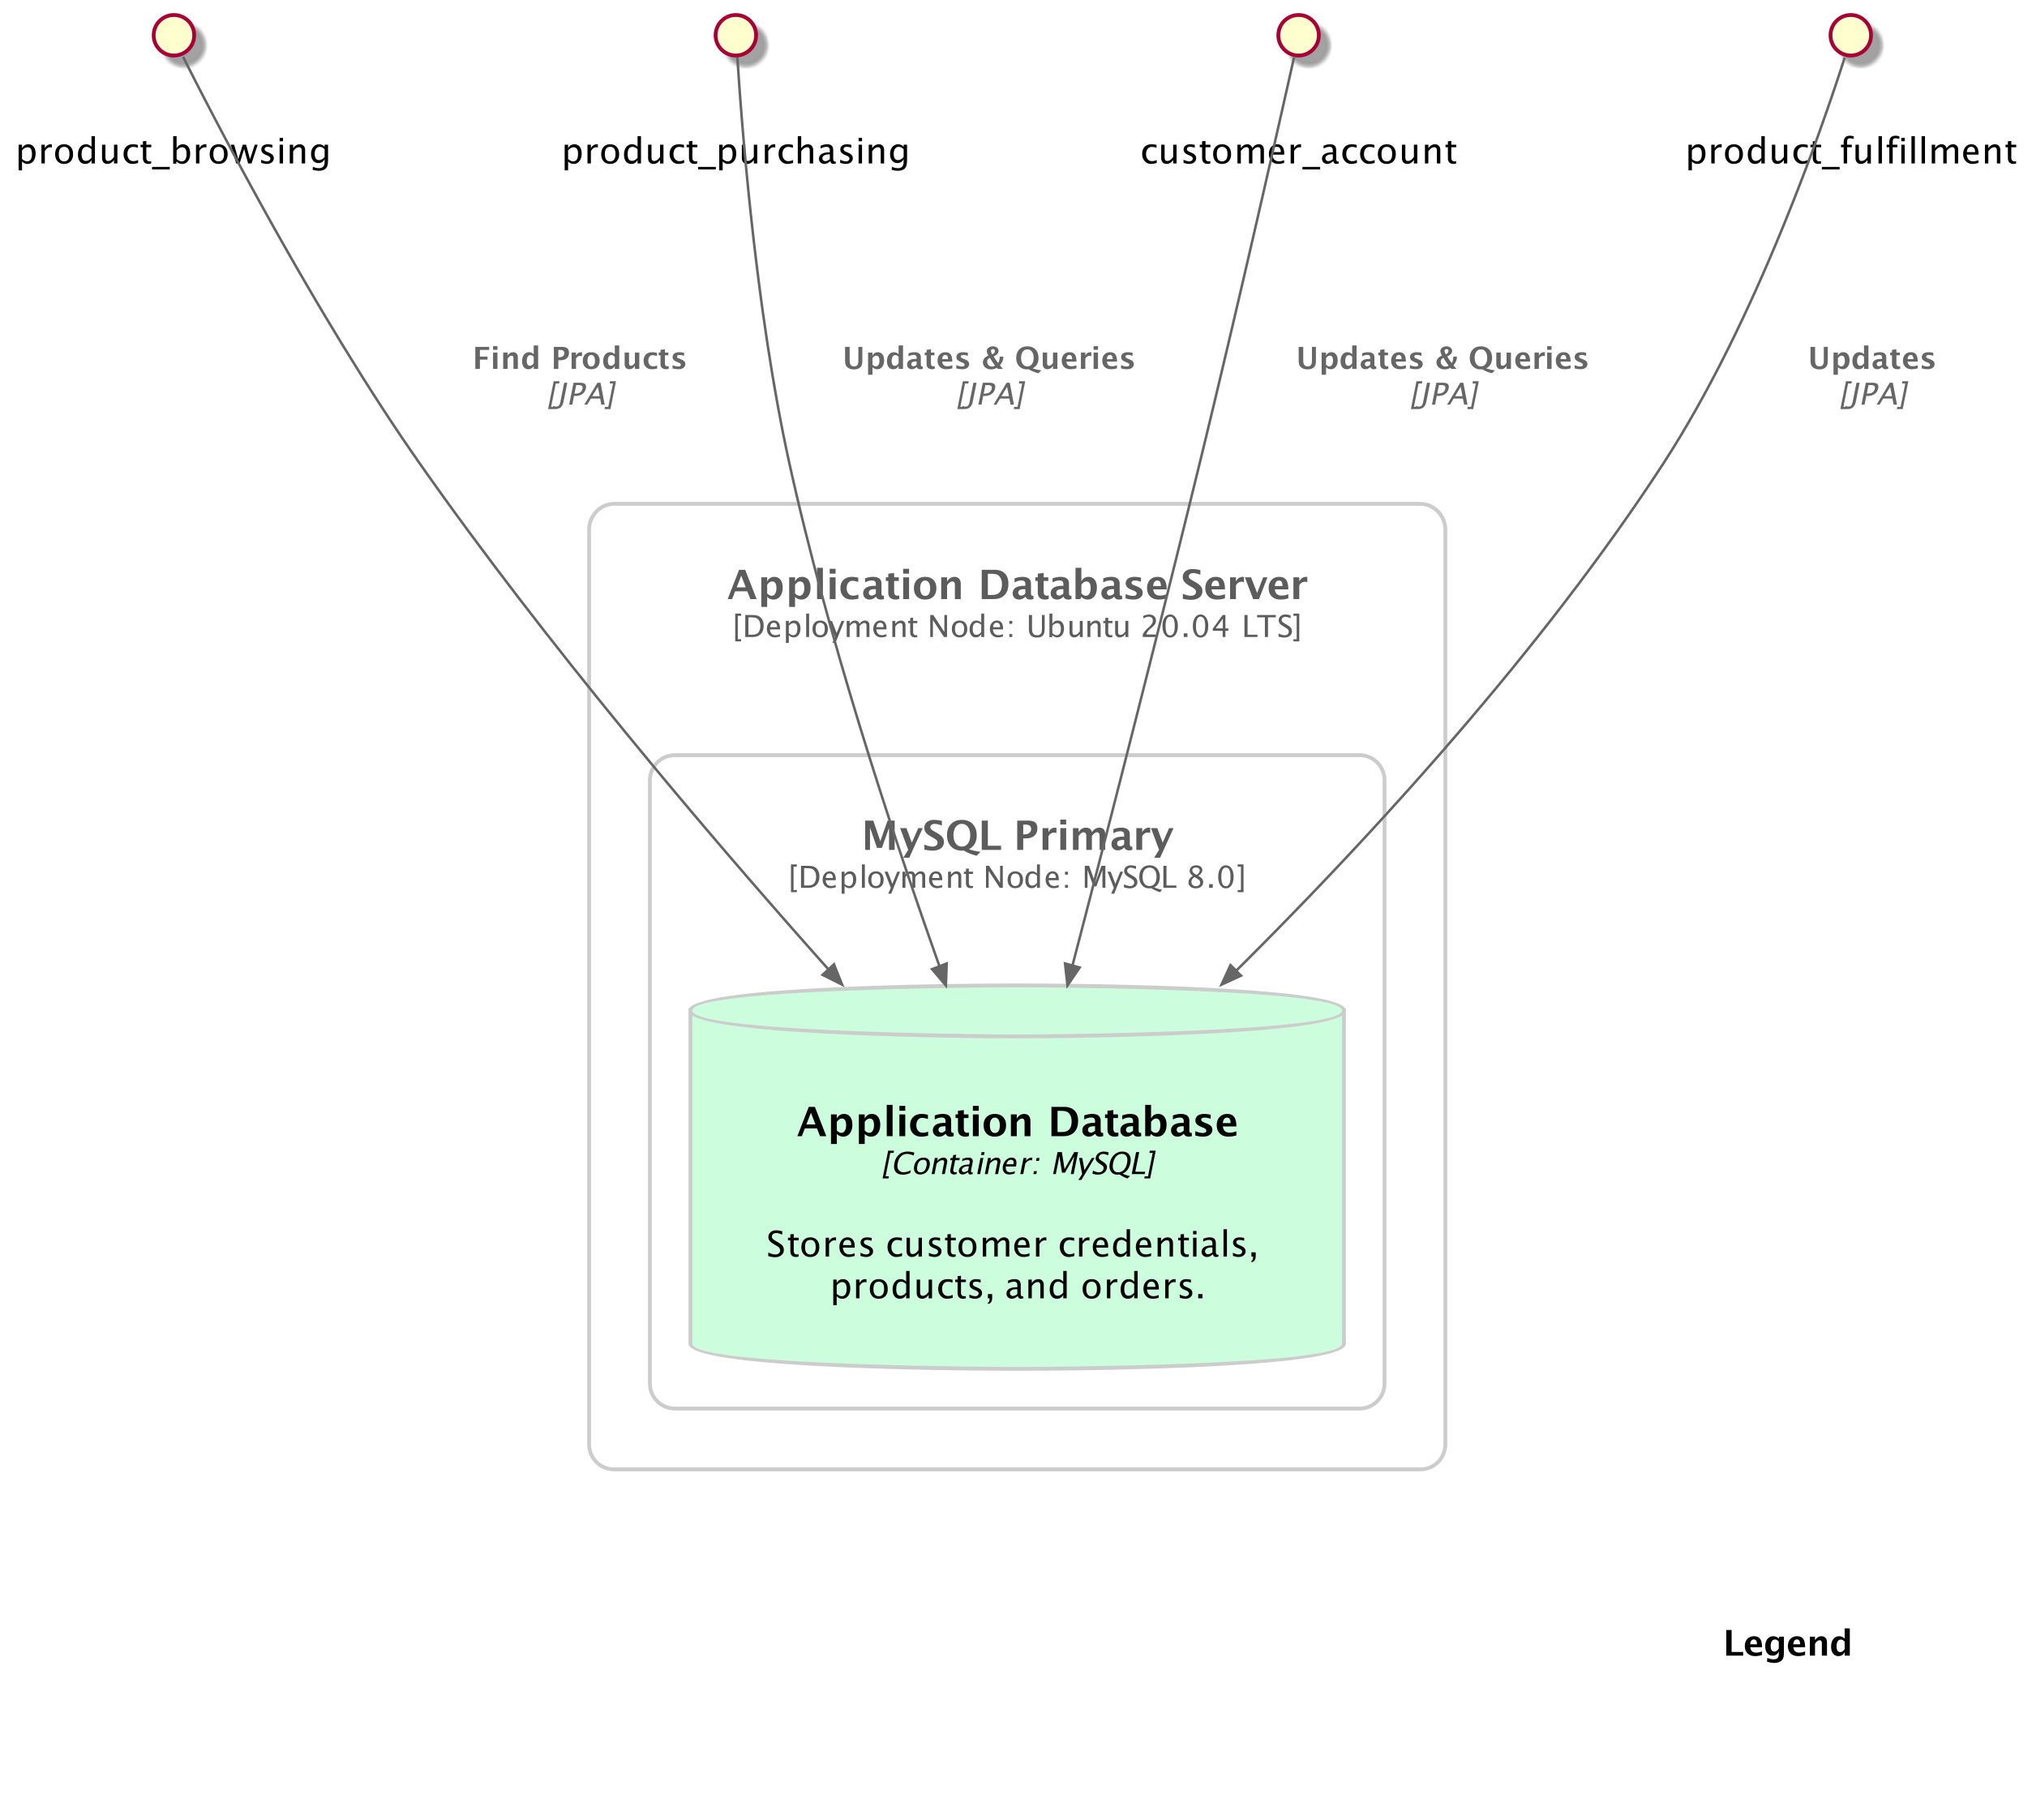 product_browsing
product_purchasing
customer_account
product_fulfillment
Find Products
[JPA]
Updates & Queries
[JPA]
Updates & Queries
[JPA]
Updates
[JPA]
Application Database Server
[Deployment Node: Ubuntu 20.04 LTS]
MySQL Primary
[Deployment Node: MySQL 8.0]
Application Database
[Container: MySQL]
Stores customer credentials,
products, and orders.
Legend